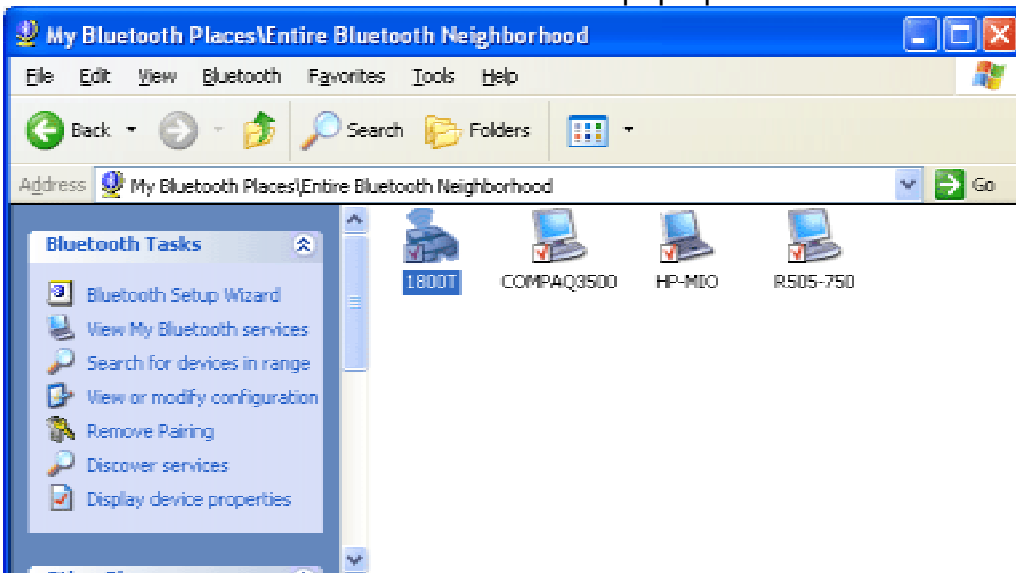 My Bluetooth Places\Entire Bluetooth Neighborhood
File Edit View Bluetooth Favorites Tools Help
Back Search Folders
Address My Bluetooth Places\Entire Bluetooth Neighborhood Go
Bluetooth Tasks
Bluetooth Setup Wizard
View My Bluetooth services
Search for devices in range
View or modify configuration
Remove Pairing
Discover services
Display device properties
1800T COMPAQ3500 HP-MIO R505-750